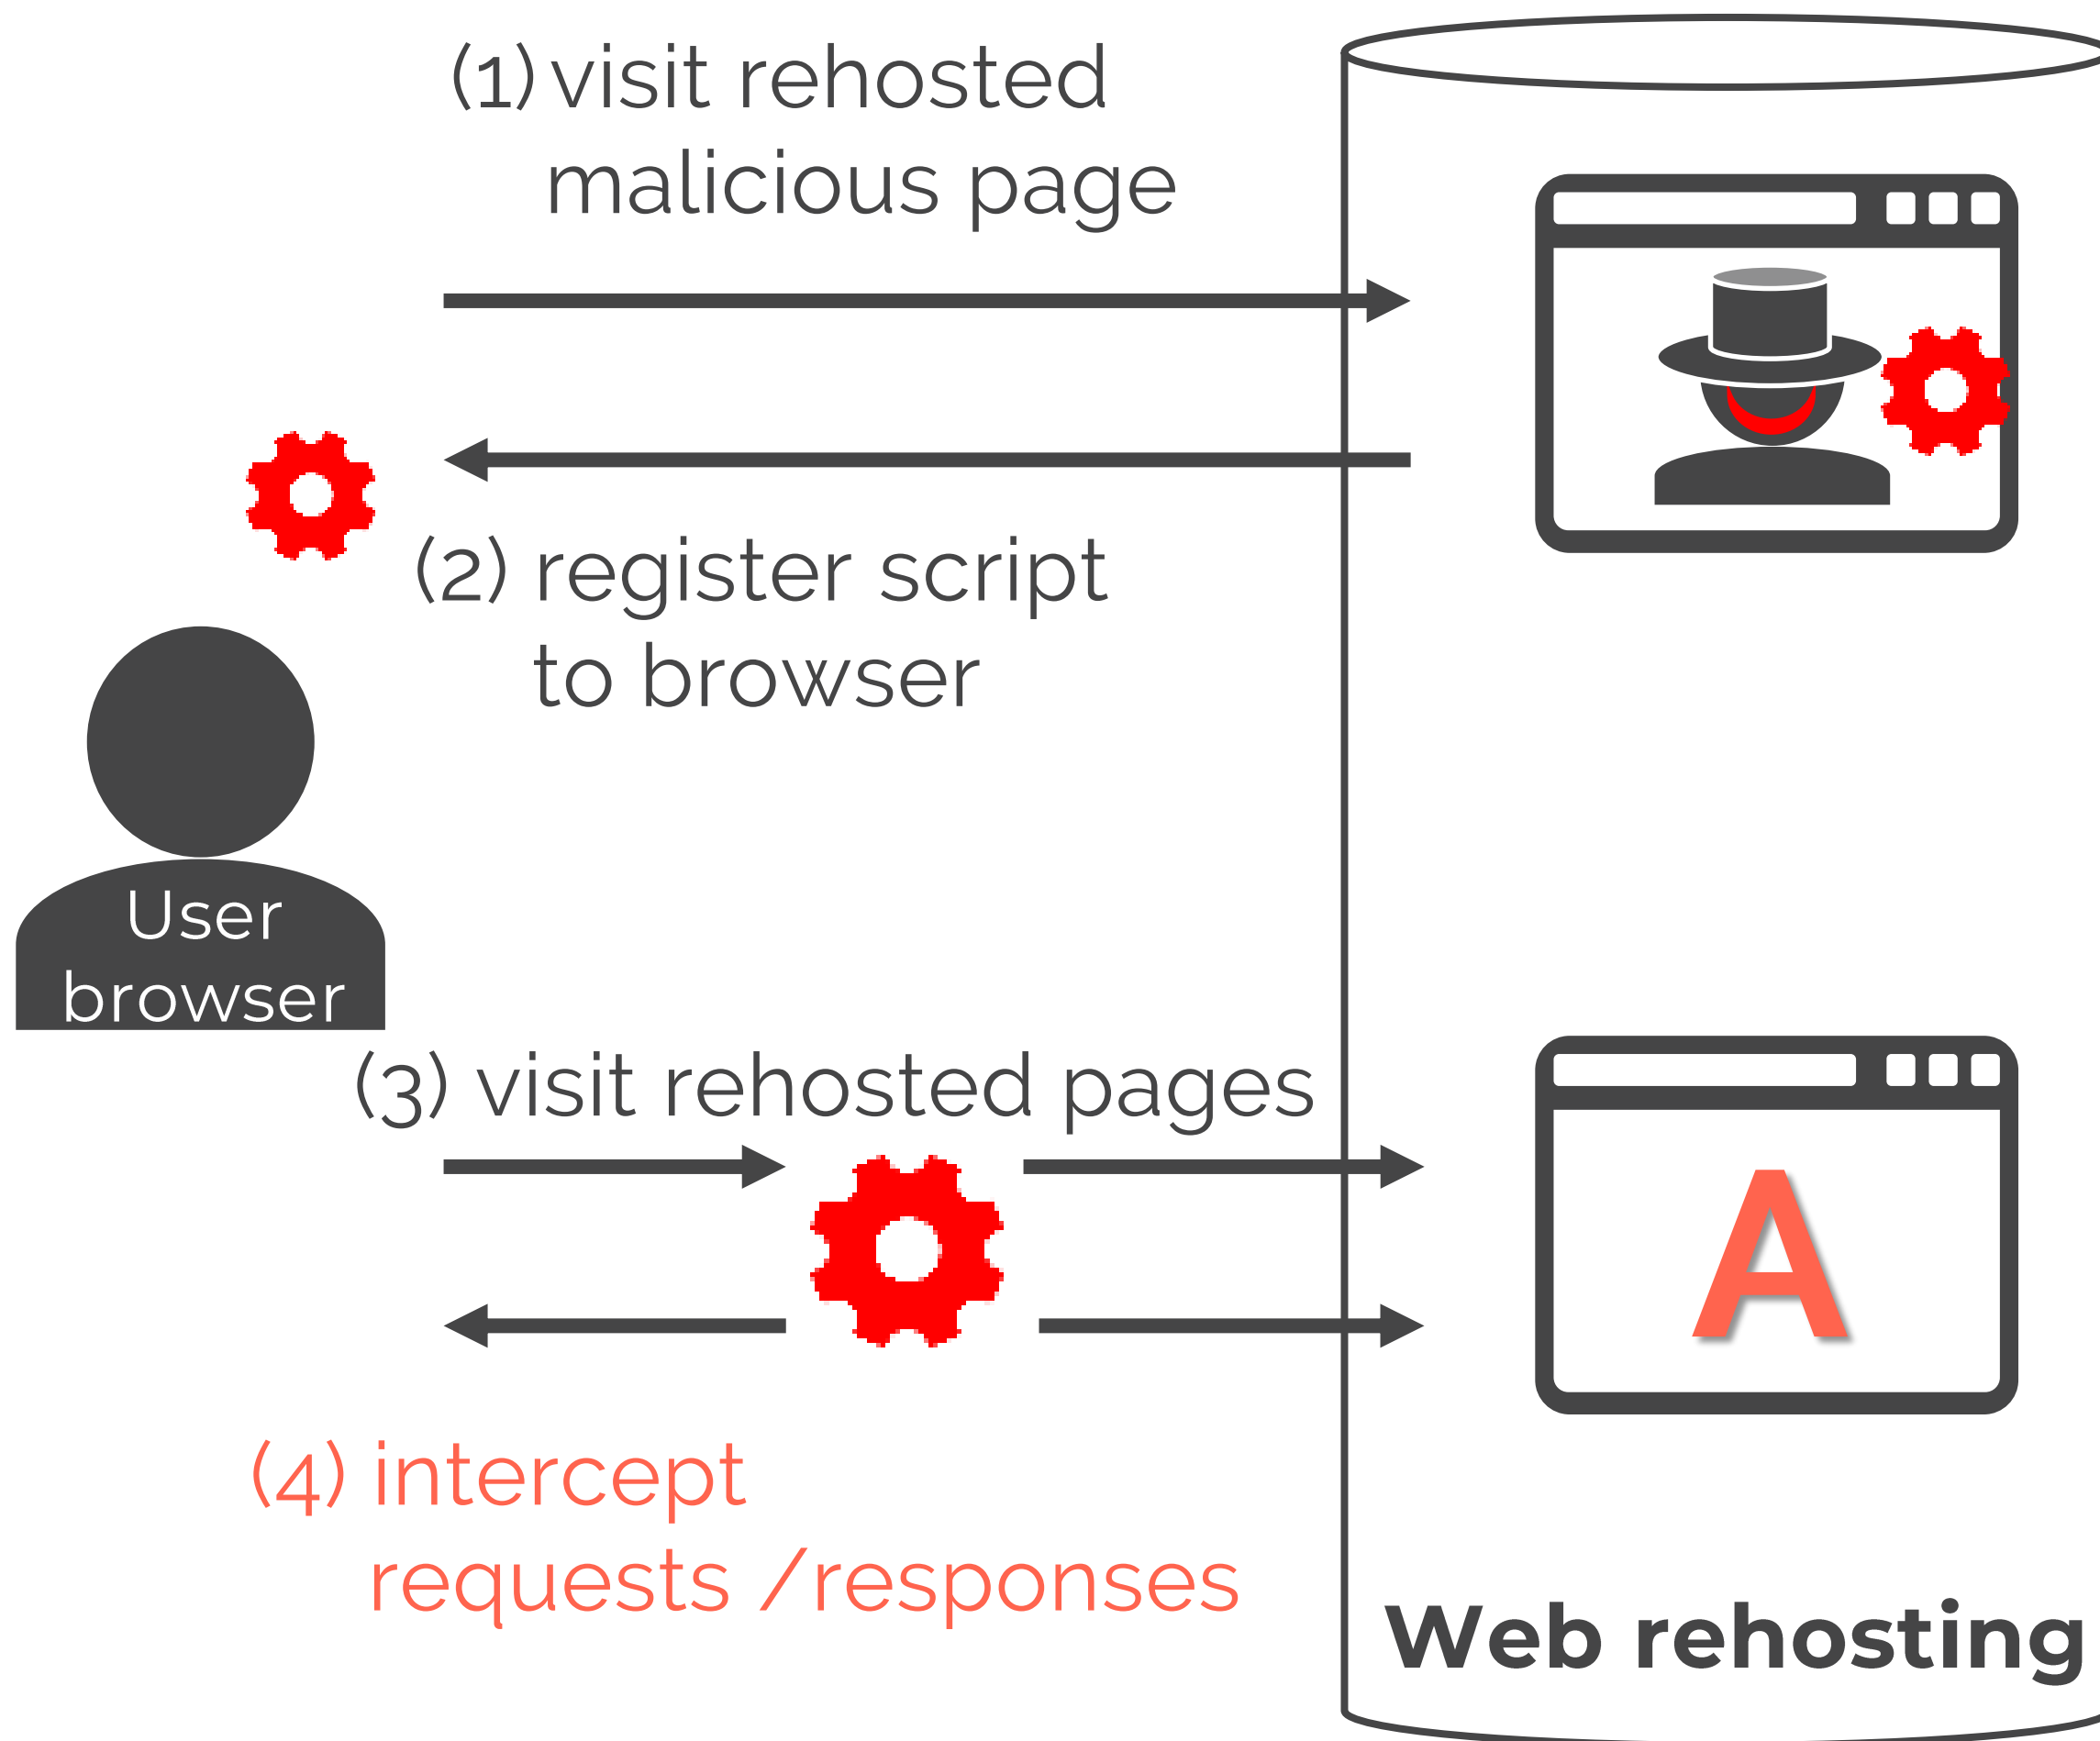 (1)visit rehosted
malicious page
(2) register script
to browser
User
browser
(3) visit rehosted pages
A
(4) intercept
requests /responses
Web rehosting